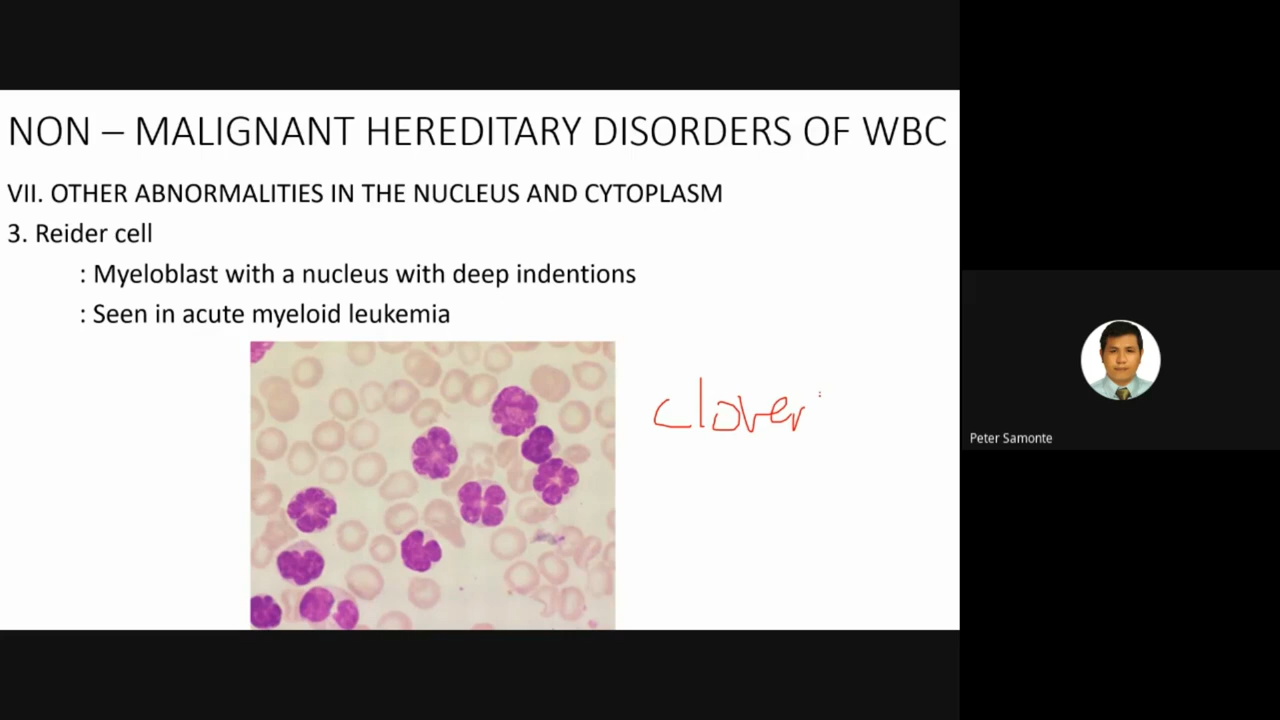 NON – MALIGNANT HEREDITARY DISORDERS OF WBC
VII. OTHER ABNORMALITIES IN THE NUCLEUS AND CYTOPLASM
3. Reider cell
: Myeloblast with a nucleus with deep indentions
: Seen in acute myeloid leukemia
clover
Peter Samonte